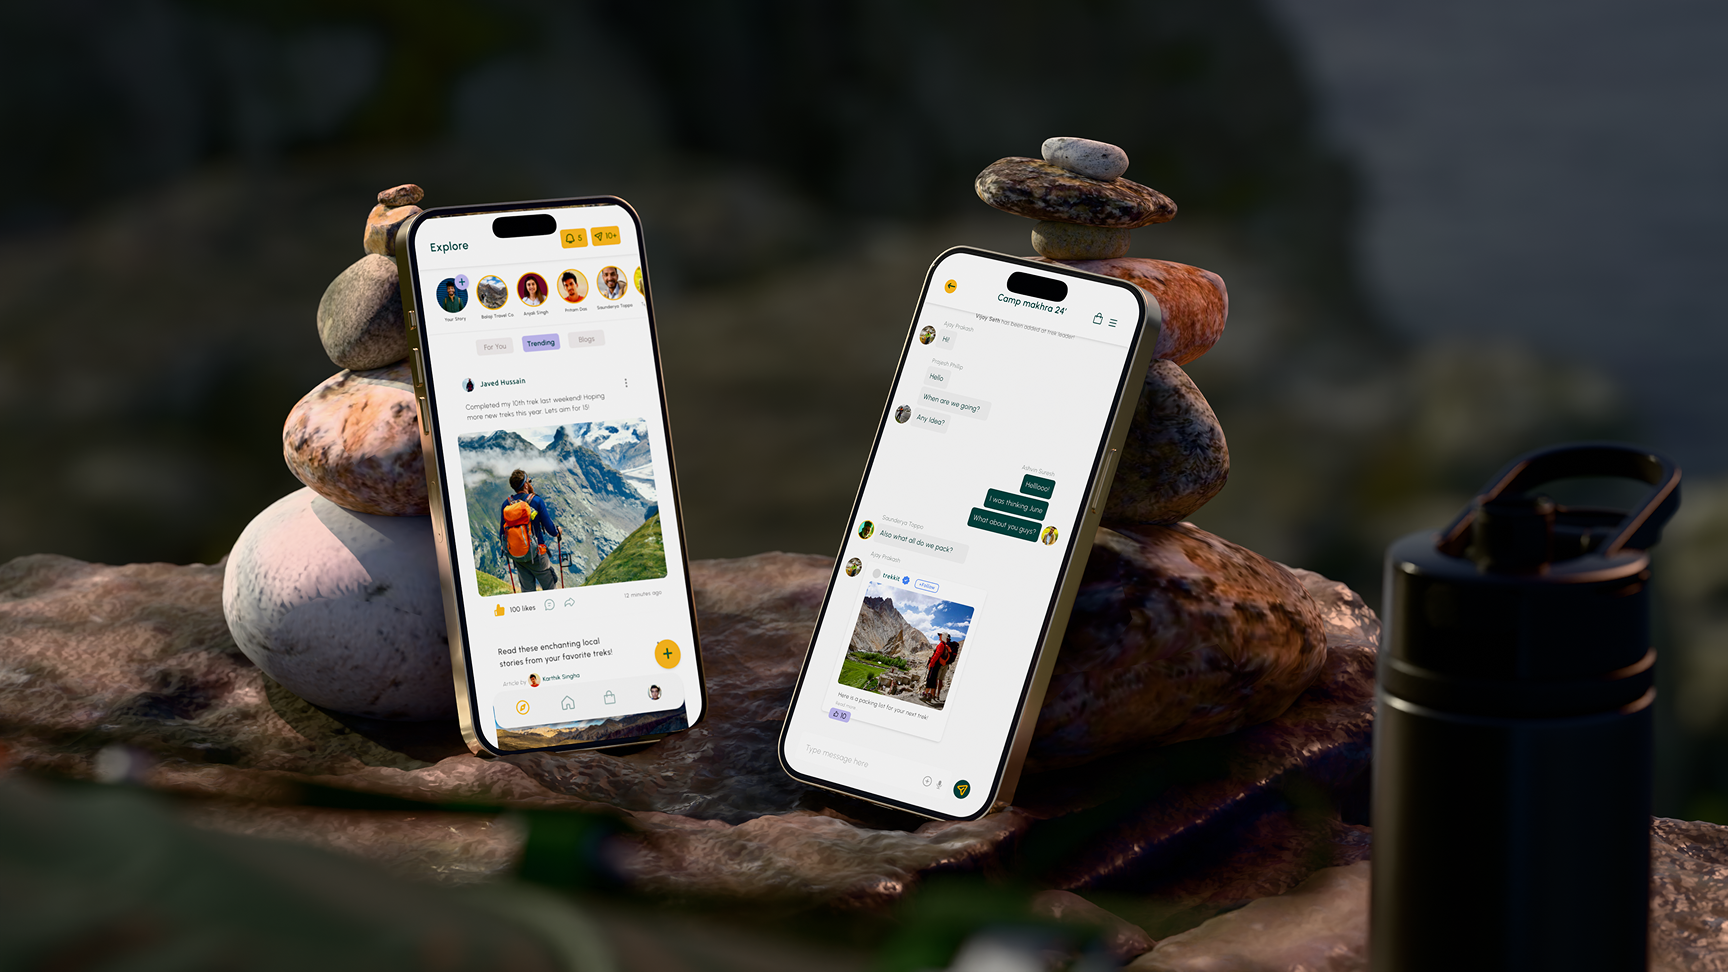 Explore
5
10+
Your Story
Balaji Travel Co
Anjali Singh
Pritam Das
Saunderya Toppo
For You
Trending
Blogs
Javed Hussain
Completed my 10th trek last weekend! Hoping
more new treks this year. Lets aim for 15!
100 likes
12 minutes ago
Read these enchanting local
stories from your favorite treks!
Article by
Karthik Singha
Camp makhra 24'
Vijay Seth has been added at trek leader!
Ajay Prakash
Hi!
Prajesh Philip
Hello
When are we going?
Any Idea?
Ashvin Suresh
Helloooo!
I was thinking June
What about you guys?
Saunderya Toppo
Also what all do we pack?
Ajay Prakash
trekkit
+Follow
Here is a packing list for your next trek!
Read more
10
Type message here